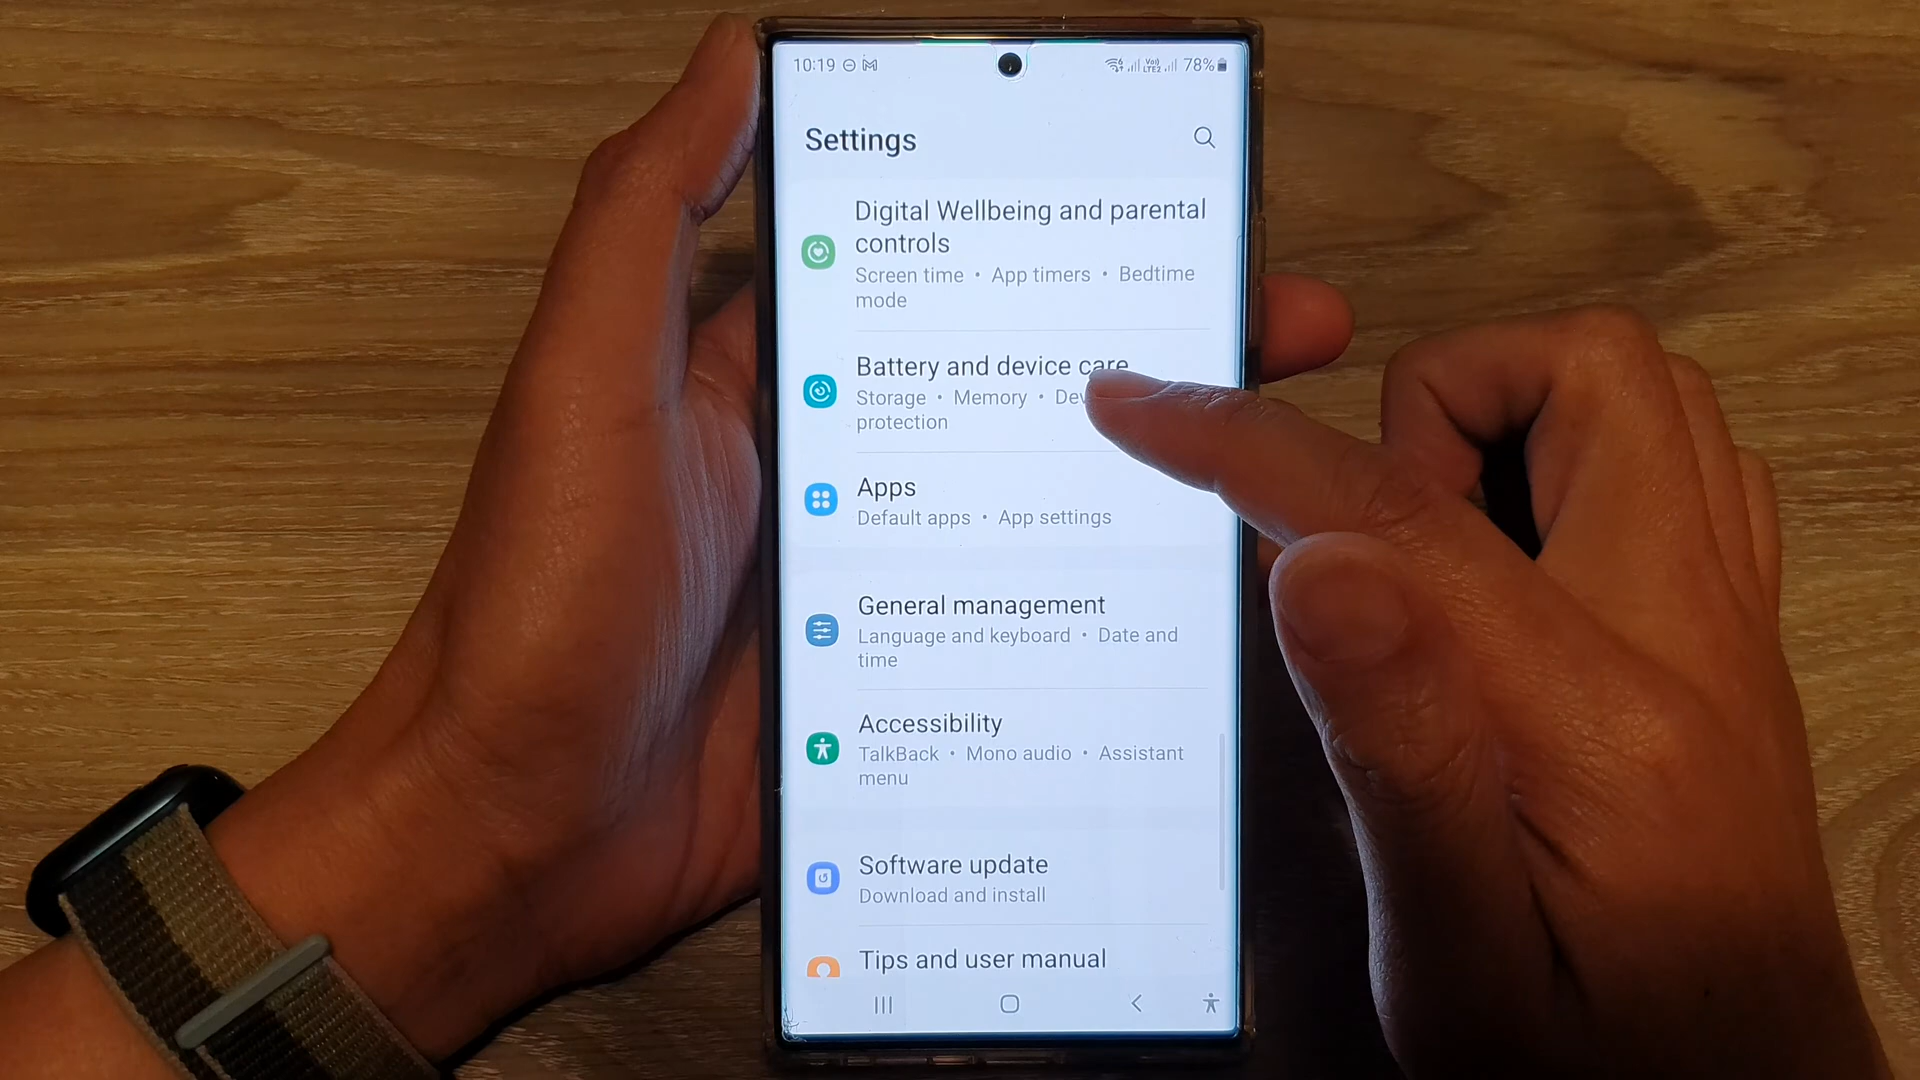 10:19
LTE2 78%
Settings
Digital Wellbeing and parental
controls
Screen time • App timers • Bedtime
mode
Battery and device care
Storage • Memory •
protection
Apps
Default apps • App settings
General management
Language and keyboard • Date and
time
Accessibility
TalkBack • Mono audio • Assistant
menu
Software update
Download and install
Tips and user manual